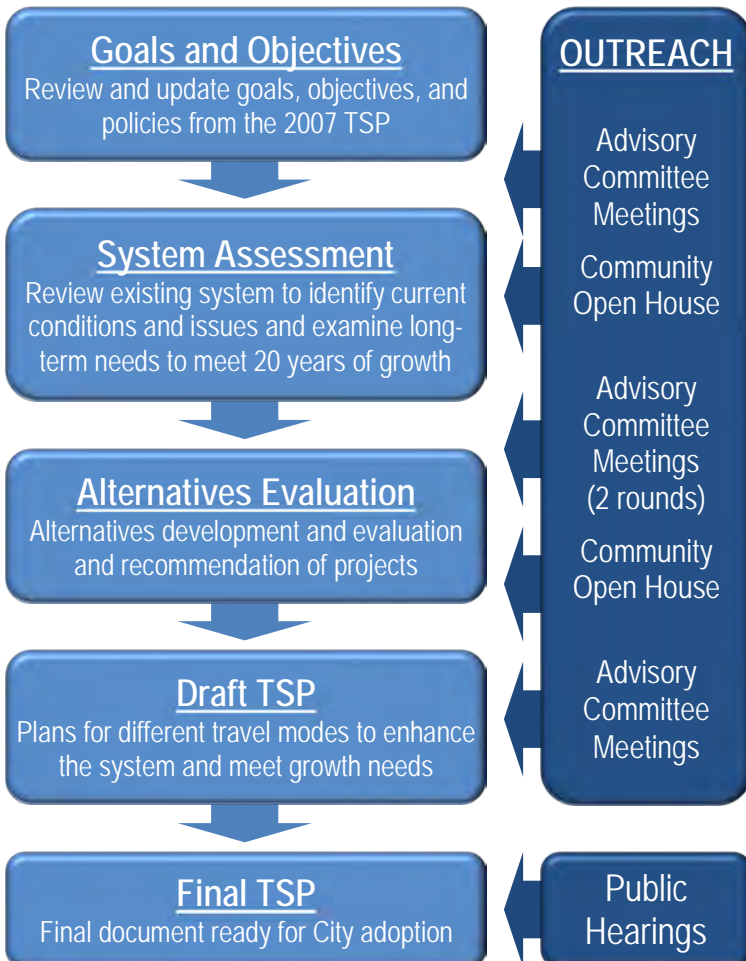 Goals and Objectives
Review and update goals, objectives, and
policies from the 2007 TSP
System Assessment
Review existing system to identify current
conditions and issues and examine long-
term needs to meet 20 years of growth
Alternatives Evaluation
Alternatives development and evaluation
and recommendation of projects
Draft TSP
Plans for different travel modes to enhance
the system and meet growth needs
Final TSP
Final document ready for City adoption
OUTREACH
Advisory
Committee
Meetings
Community
Open House
Advisory
Committee
Meetings
(2 rounds)
Community
Open House
Advisory
Committee
Meetings
Public
Hearings